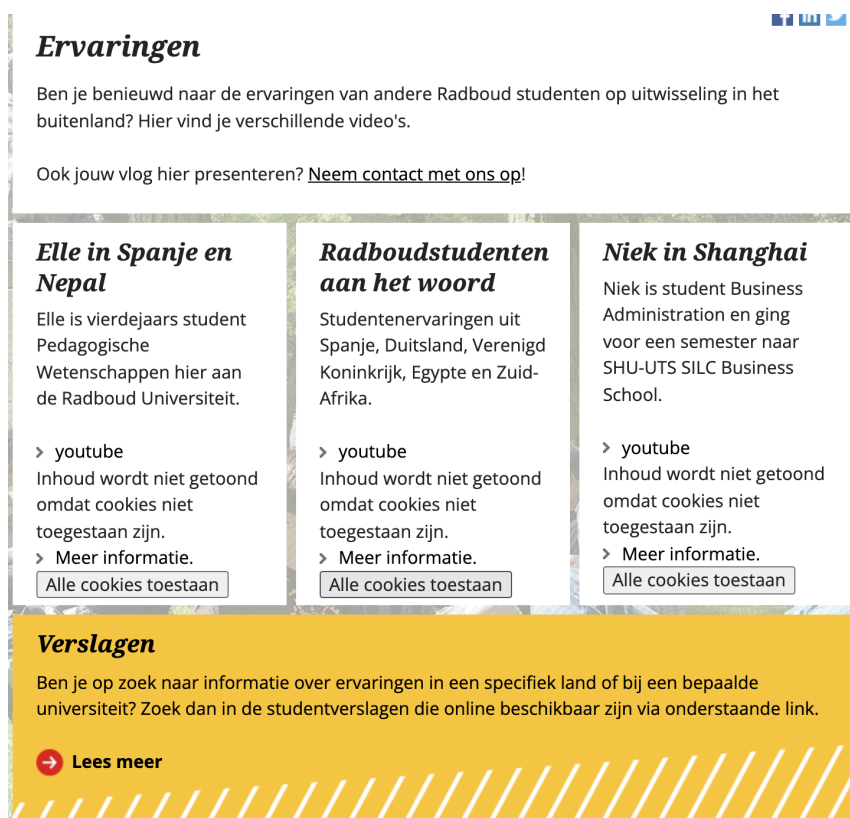 Ervaringen
Ben je benieuwd naar de ervaringen van andere Radboud studenten op uitwisseling in het
buitenland? Hier vind je verschillende video's.
Ook jouw vlog hier presenteren? Neem contact met ons op!
Elle in Spanje en
Nepal
Elle is vierdejaars student
Pedagogische
Wetenschappen hier aan
de Radboud Universiteit.
youtube
Inhoud wordt niet getoond
omdat cookies niet
toegestaan zijn.
Meer informatie.
Alle cookies toestaan
Radboudstudenten
aan het woord
Studentenervaringen uit
Spanje, Duitsland, Verenigd
Koninkrijk, Egypte en Zuid-
Afrika.
youtube
Inhoud wordt niet getoond
omdat cookies niet
toegestaan zijn.
Meer informatie.
Alle cookies toestaan
Niek in Shanghai
Niek is student Business
Administration en ging
voor een semester naar
SHU-UTS SILC Business
School.
youtube
Inhoud wordt niet getoond
omdat cookies niet
toegestaan zijn.
Meer informatie.
Alle cookies toestaan
Verslagen
Ben je op zoek naar informatie over ervaringen in een specifiek land of bij een bepaalde
universiteit? Zoek dan in de studentverslagen die online beschikbaar zijn via onderstaande link.
Lees meer